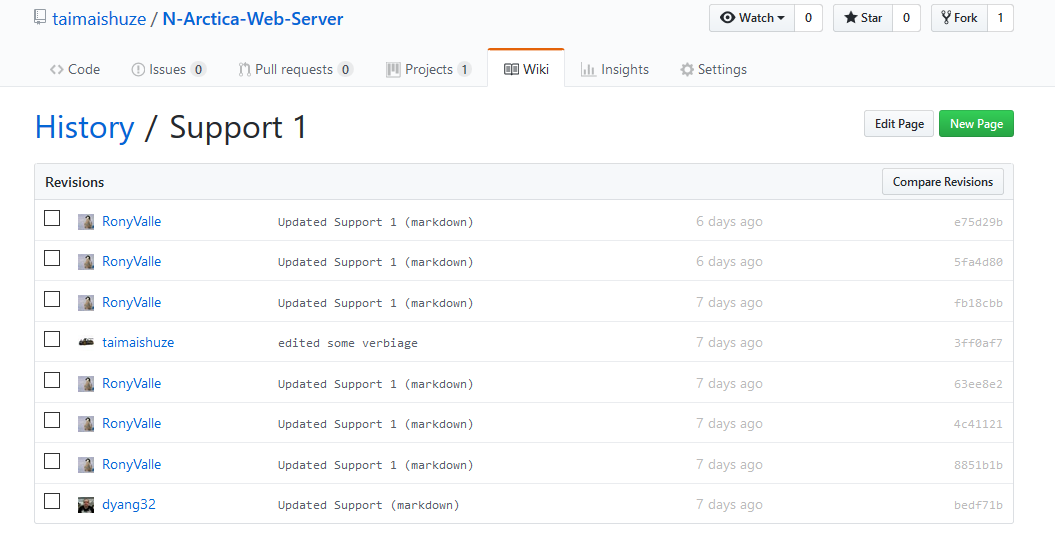 taimaishuze / N-Arctica-Web-Server
Watch 0 Star 0 Fork 1
Code Issues 0 Pull requests 0 Projects 1 Wiki Insights Settings
History / Support 1
Edit Page New Page
Revisions Compare Revisions
RonyValle Updated Support 1 (markdown) 6 days ago e75d29b
RonyValle Updated Support 1 (markdown) 6 days ago 5fa4d80
RonyValle Updated Support 1 (markdown) 7 days ago fb18cbb
taimaishuze edited some verbiage 7 days ago 3ff0af7
RonyValle Updated Support 1 (markdown) 7 days ago 63ee8e2
RonyValle Updated Support 1 (markdown) 7 days ago 4c41121
RonyValle Updated Support 1 (markdown) 7 days ago 8851b1b
dyang32 Updated Support (markdown) 7 days ago bedf71b